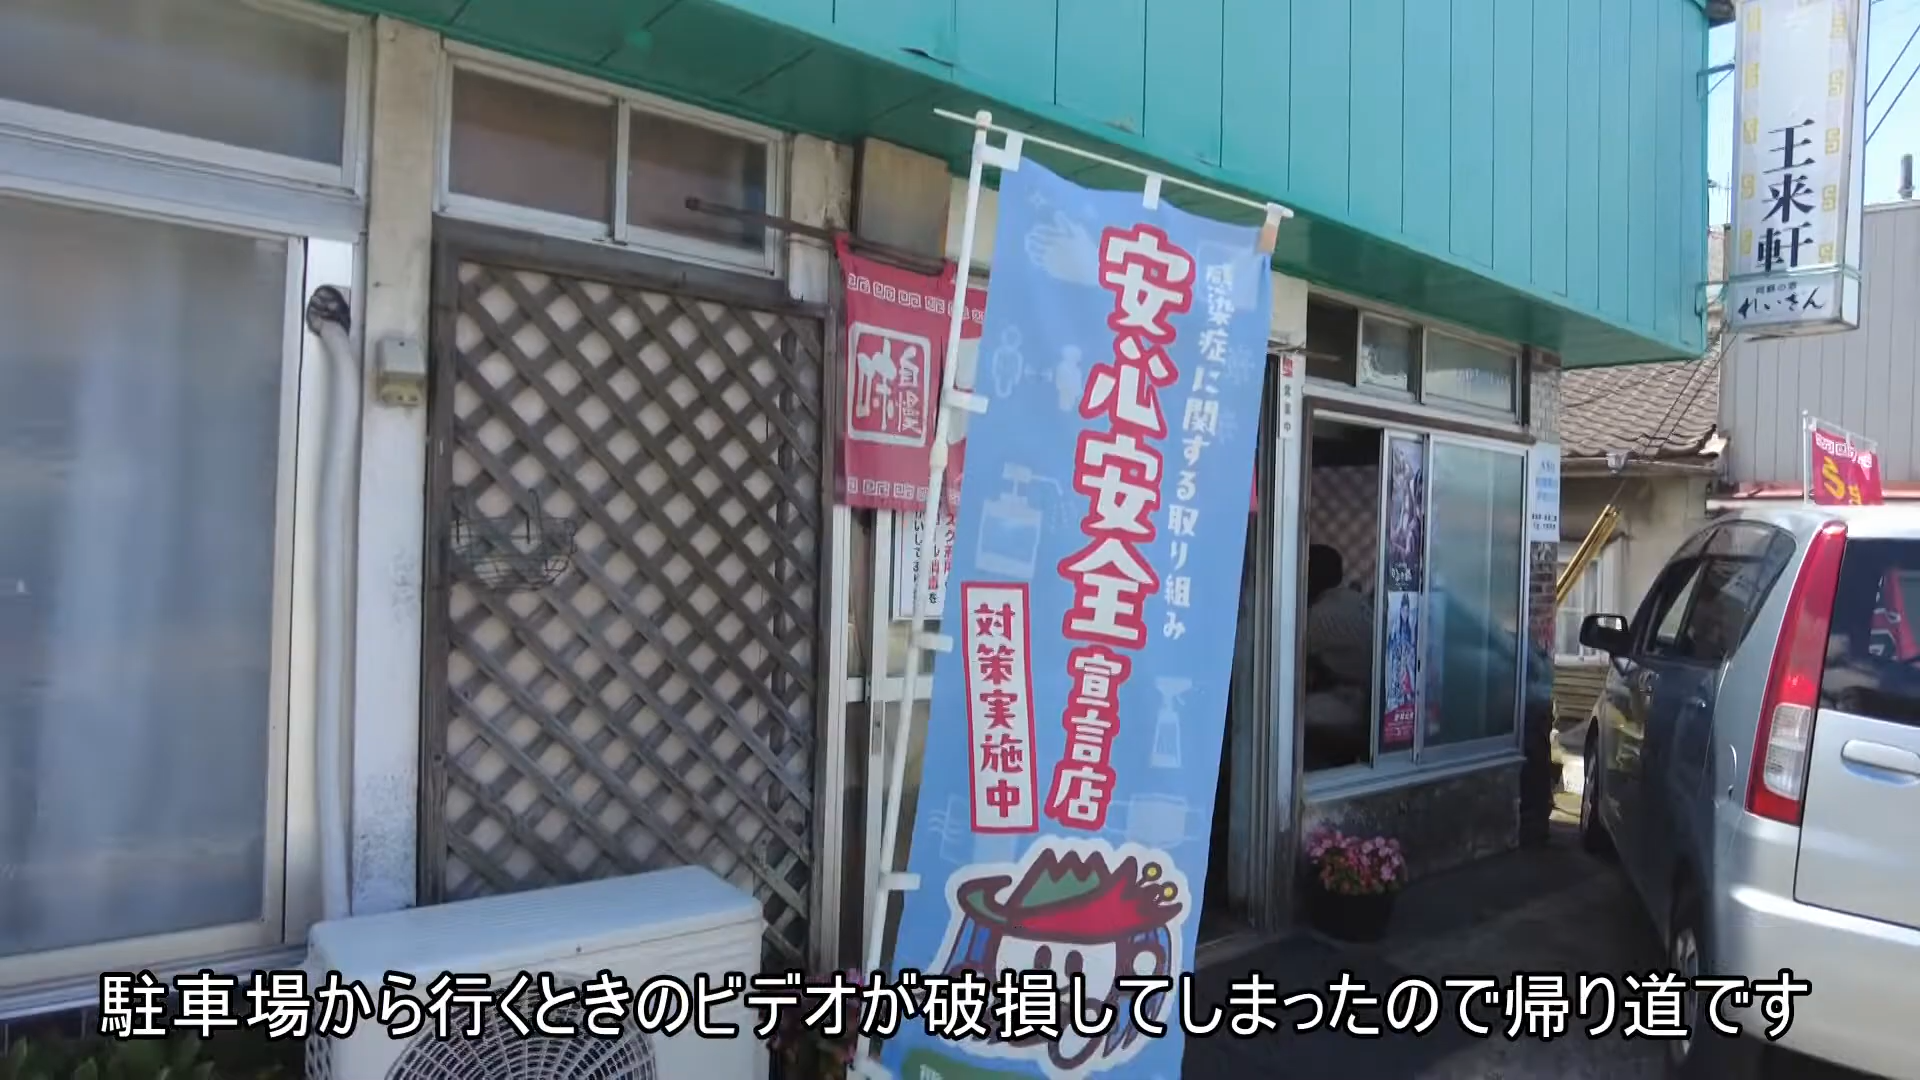 王来軒
れいきん
味自慢
感染症に関する取り組み
安心安全宣言店
対策実施中
営業中
駐車場から行くときのビデオが破損してしまったので帰り道です